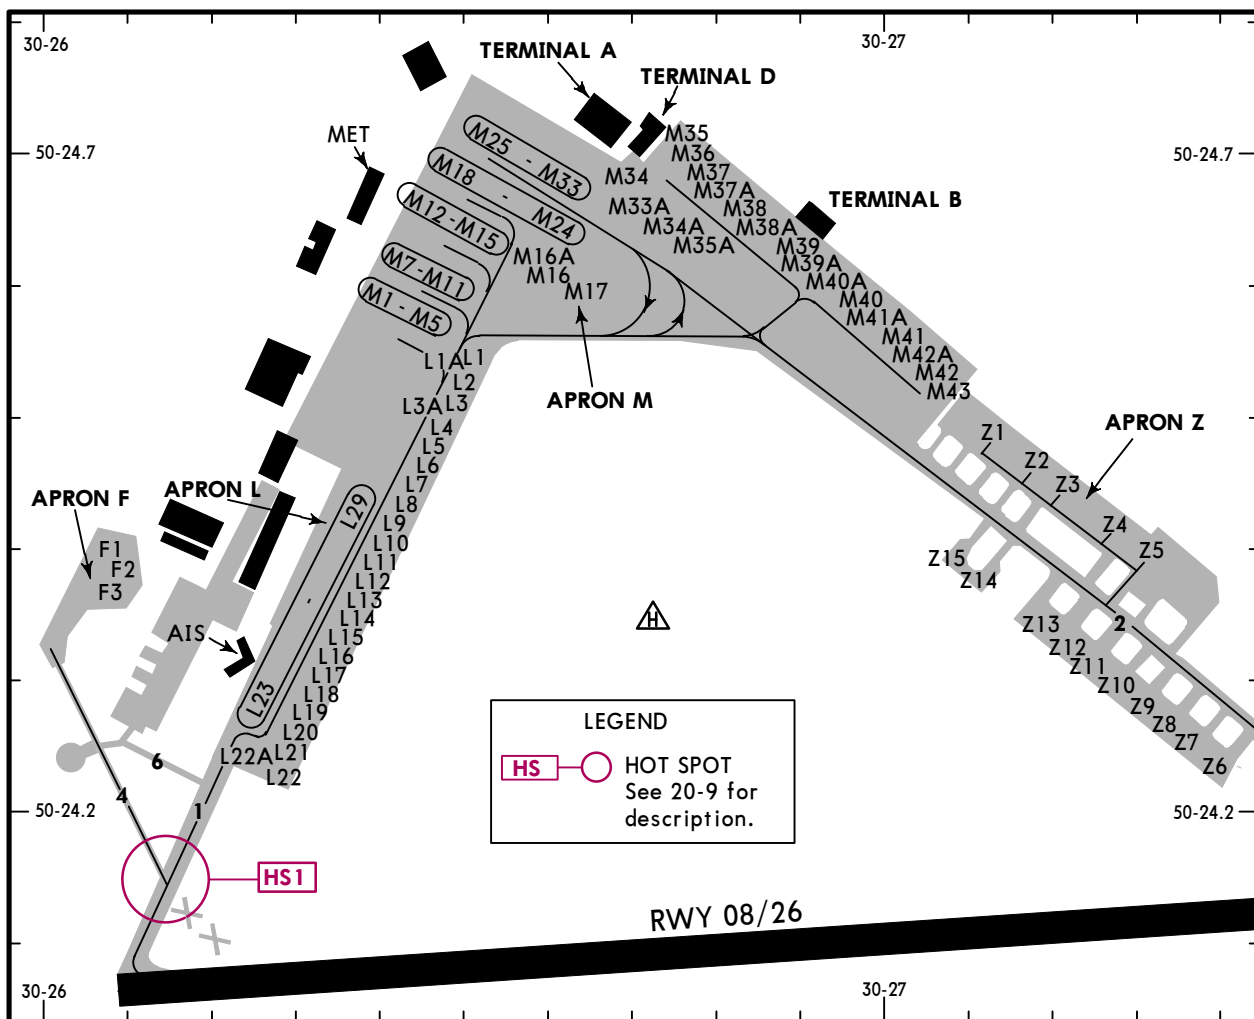 30-26
30-27
TERMINAL A
TERMINAL D
MET
50-24.7
50-24.7
M25 - M33
M18 - M24
M12-M15
M7-M11
M1 - M5
M35
M36
M34
M37
M37A
M33A
M38
M34A
M38A
M35A
TERMINAL B
M39
M39A
M16A
M16
M17
M40A
M40
M41A
M41
M42A
M42
M43
APRON M
L1A
L1
L2
L3A
L3
L4
L5
L6
L7
L8
L9
L10
L11
L12
L13
L14
L15
L16
L17
L18
L19
L20
L21
L22A
L22
APRON Z
Z1
Z2
Z3
Z4
Z5
Z15
Z14
Z13
2
Z12
Z11
Z10
Z9
Z8
Z7
Z6
APRON F
APRON L
L29
-
L23
F1
F2
F3
AIS
H
6
4
1
LEGEND
HS
HOT SPOT
See 20-9 for
description.
50-24.2
50-24.2
HS1
RWY 08/26
30-26
30-27